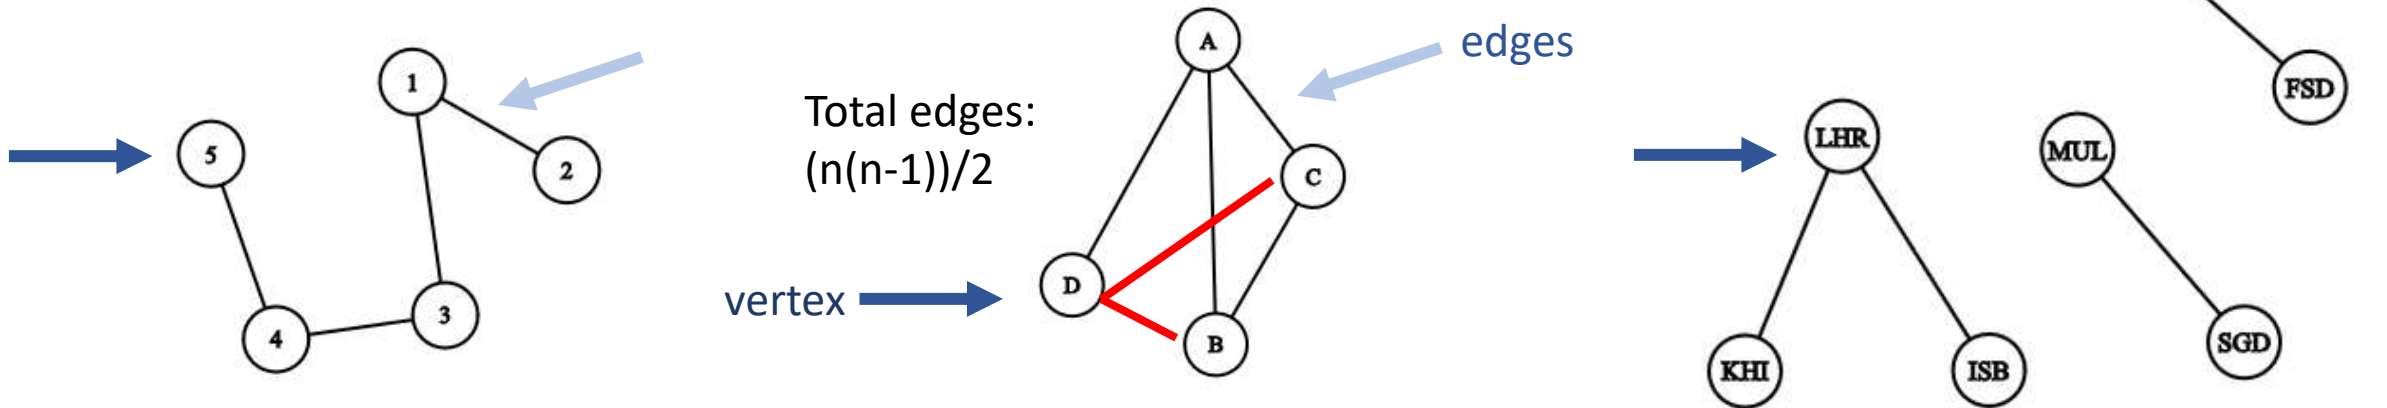 1
5
2
4
3
Total edges:
(n(n-1))/2
vertex
A
edges
C
D
B
FSD
LHR
MUL
KHI
ISB
SGD